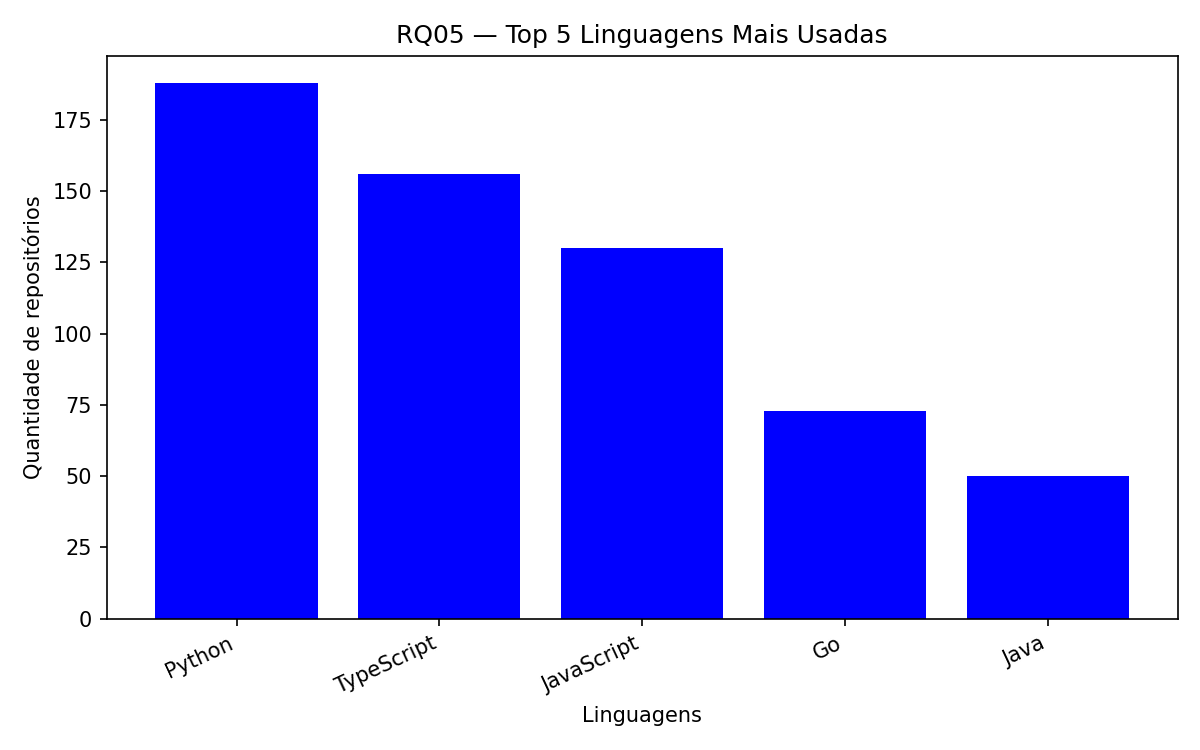 RQ05 — Top 5 Linguagens Mais Usadas
Quantidade de repositórios
175
150
125
100
75
50
25
0
Python
TypeScript
JavaScript
Go
Java
Linguagens